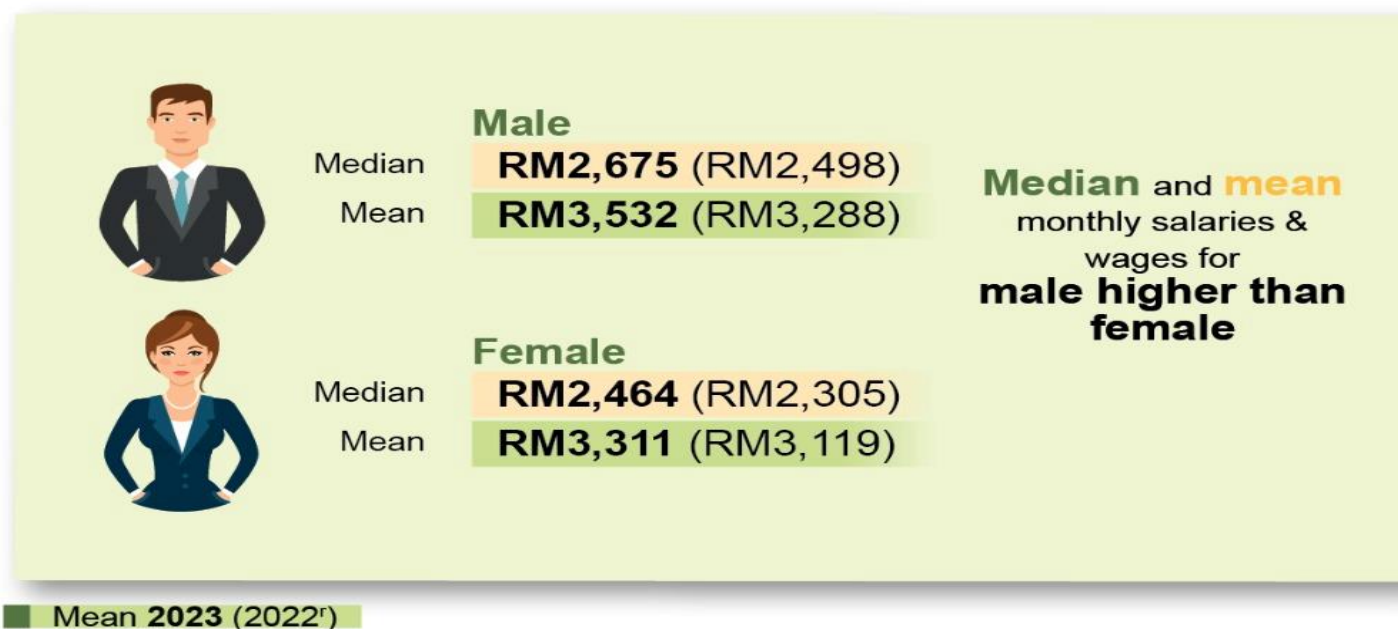 Male
Median RM2,675 (RM2,498)
Mean RM3,532 (RM3,288)
Median and mean
monthly salaries &
wages for
male higher than
female
Female
Median RM2,464 (RM2,305)
Mean RM3,311 (RM3,119)
Mean 2023 (2022ʳ)